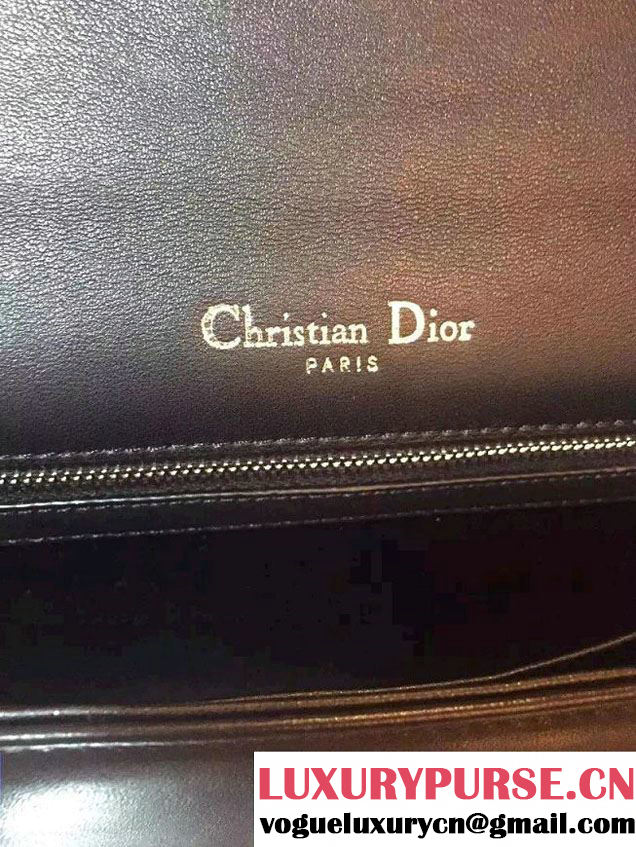 Christian Dior
PARIS
LUXURYPURSE.CN
vogueluxurycn@gmail.com